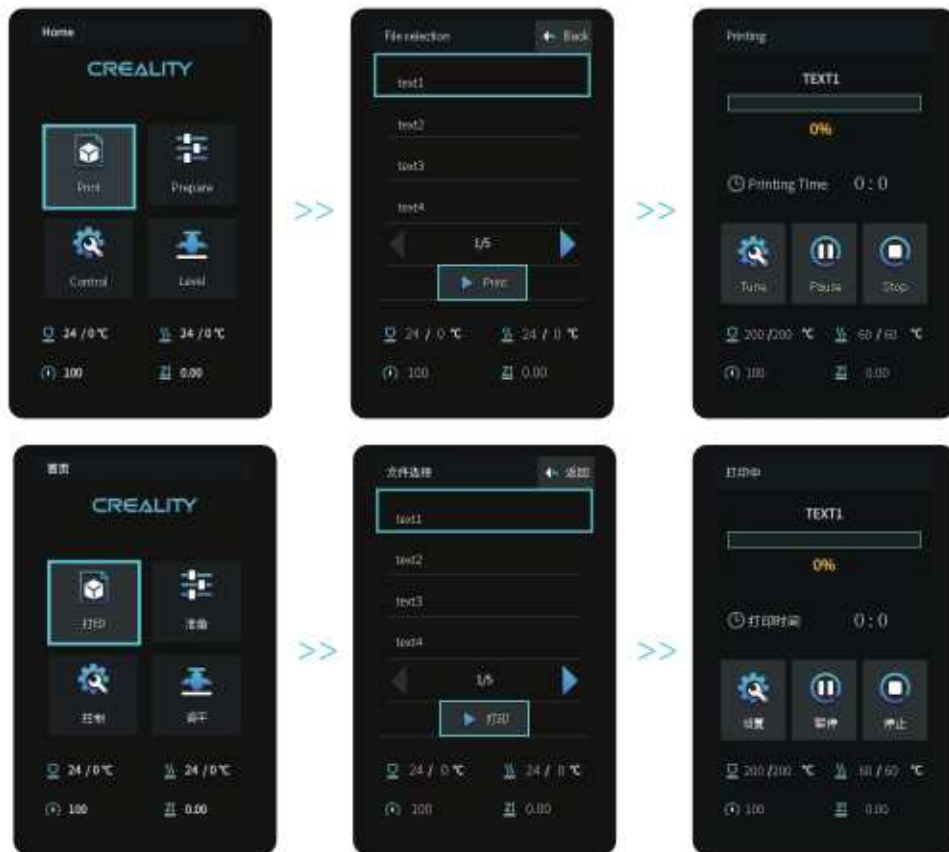 Home
CREALITY
Print
Prepare
Control
Level
24 / 0 ℃
34 / 0 ℃
100
0.00
>>
File selection
Back
text1
text2
text3
text4
1/5
Print
24 / 0 ℃
24 / 0 ℃
100
0.00
>>
Printing
TEXT1
0%
Printing Time 0 : 0
Tune
Pause
Stop
200 /200 ℃
60 / 60 ℃
100
0.00
首页
CREALITY
打印
准备
控制
调平
24 / 0 ℃
24 / 0 ℃
100
0.00
>>
文件选择
返回
text1
text2
text3
text4
1/5
打印
24 / 0 ℃
24 / 0 ℃
100
0.00
>>
打印中
TEXT1
0%
打印时间 0 : 0
设置
暂停
停止
200 /200 ℃
60 / 60 ℃
100
0.00